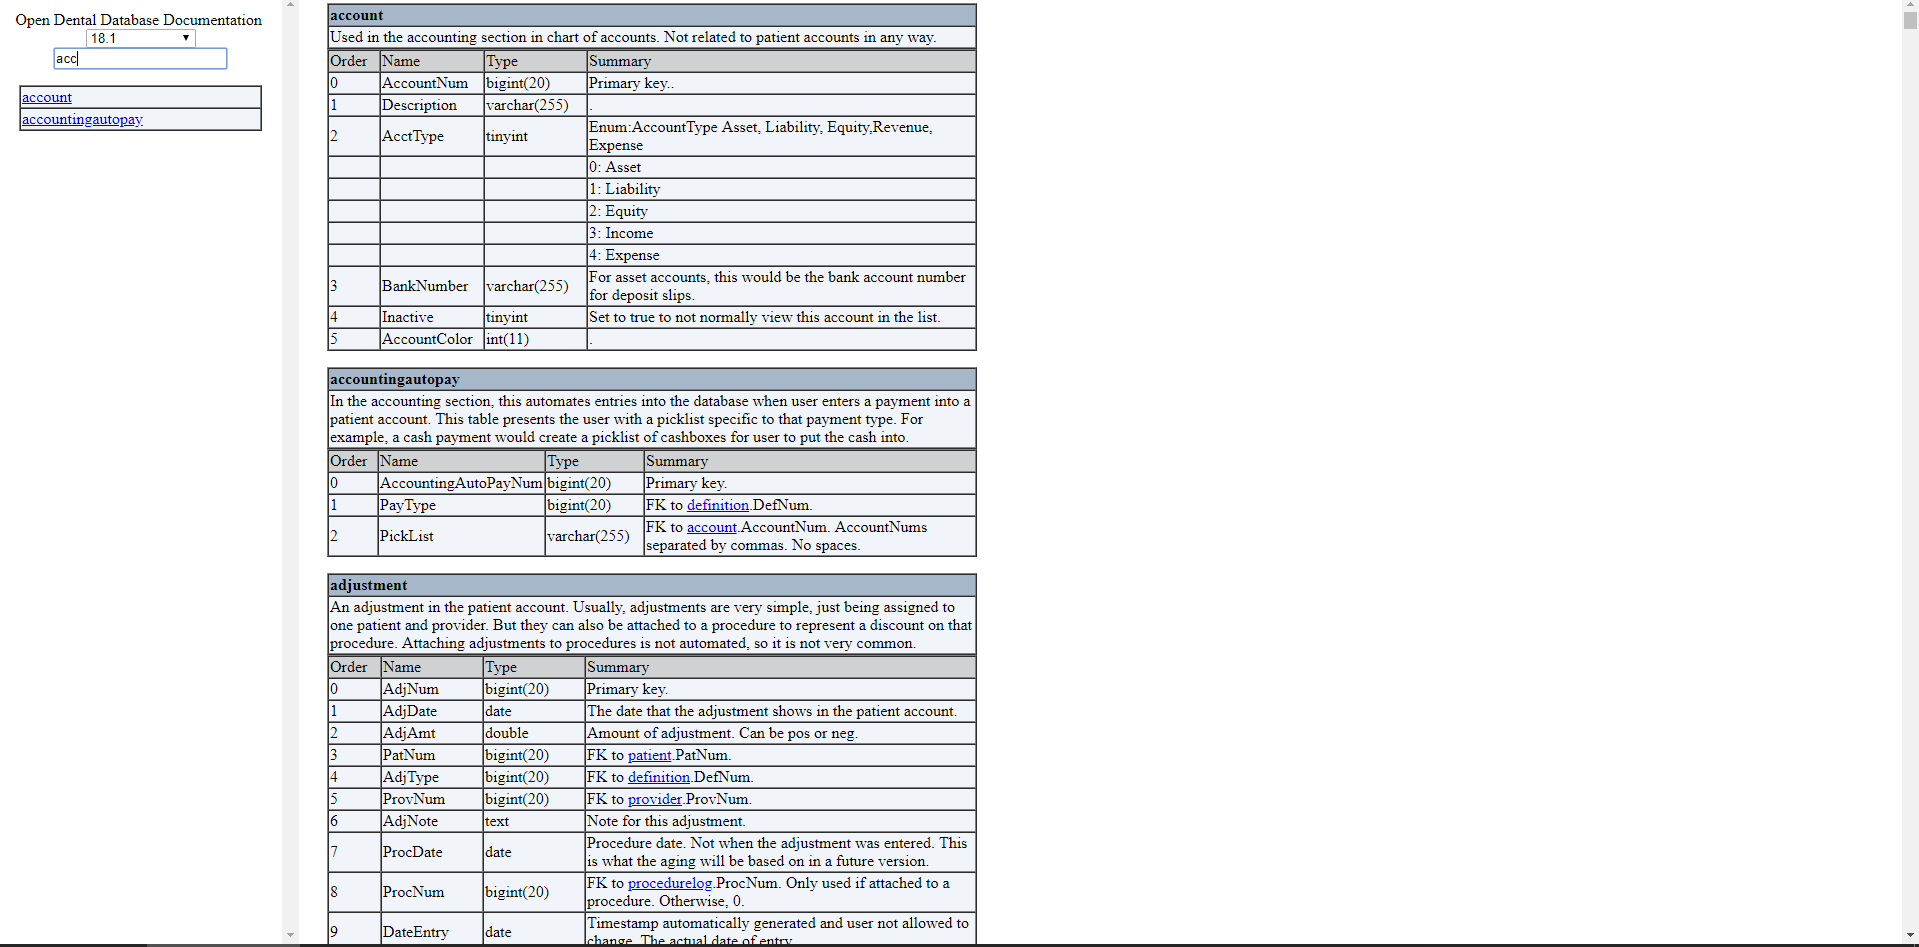 Open Dental Database Documentation
18.1
acc
account
accountingautopay
account
Used in the accounting section in chart of accounts. Not related to patient accounts in any way.
Order Name Type Summary
0 AccountNum bigint(20) Primary key..
1 Description varchar(255) .
2 AcctType tinyint Enum:AccountType Asset, Liability, Equity,Revenue,
Expense
0: Asset
1: Liability
2: Equity
3: Income
4: Expense
3 BankNumber varchar(255) For asset accounts, this would be the bank account number
for deposit slips.
4 Inactive tinyint Set to true to not normally view this account in the list.
5 AccountColor int(11) .
accountingautopay
In the accounting section, this automates entries into the database when user enters a payment into a
patient account. This table presents the user with a picklist specific to that payment type. For
example, a cash payment would create a picklist of cashboxes for user to put the cash into.
Order Name Type Summary
0 AccountingAutoPayNum bigint(20) Primary key.
1 PayType bigint(20) FK to definition.DefNum.
2 PickList varchar(255) FK to account.AccountNum. AccountNums
separated by commas. No spaces.
adjustment
An adjustment in the patient account. Usually, adjustments are very simple, just being assigned to
one patient and provider. But they can also be attached to a procedure to represent a discount on that
procedure. Attaching adjustments to procedures is not automated, so it is not very common.
Order Name Type Summary
0 AdjNum bigint(20) Primary key.
1 AdjDate date The date that the adjustment shows in the patient account.
2 AdjAmt double Amount of adjustment. Can be pos or neg.
3 PatNum bigint(20) FK to patient.PatNum.
4 AdjType bigint(20) FK to definition.DefNum.
5 ProvNum bigint(20) FK to provider.ProvNum.
6 AdjNote text Note for this adjustment.
7 ProcDate date Procedure date. Not when the adjustment was entered. This
is what the aging will be based on in a future version.
8 ProcNum bigint(20) FK to procedurelog.ProcNum. Only used if attached to a
procedure. Otherwise, 0.
9 DateEntry date Timestamp automatically generated and user not allowed to
change. The actual date of entry.